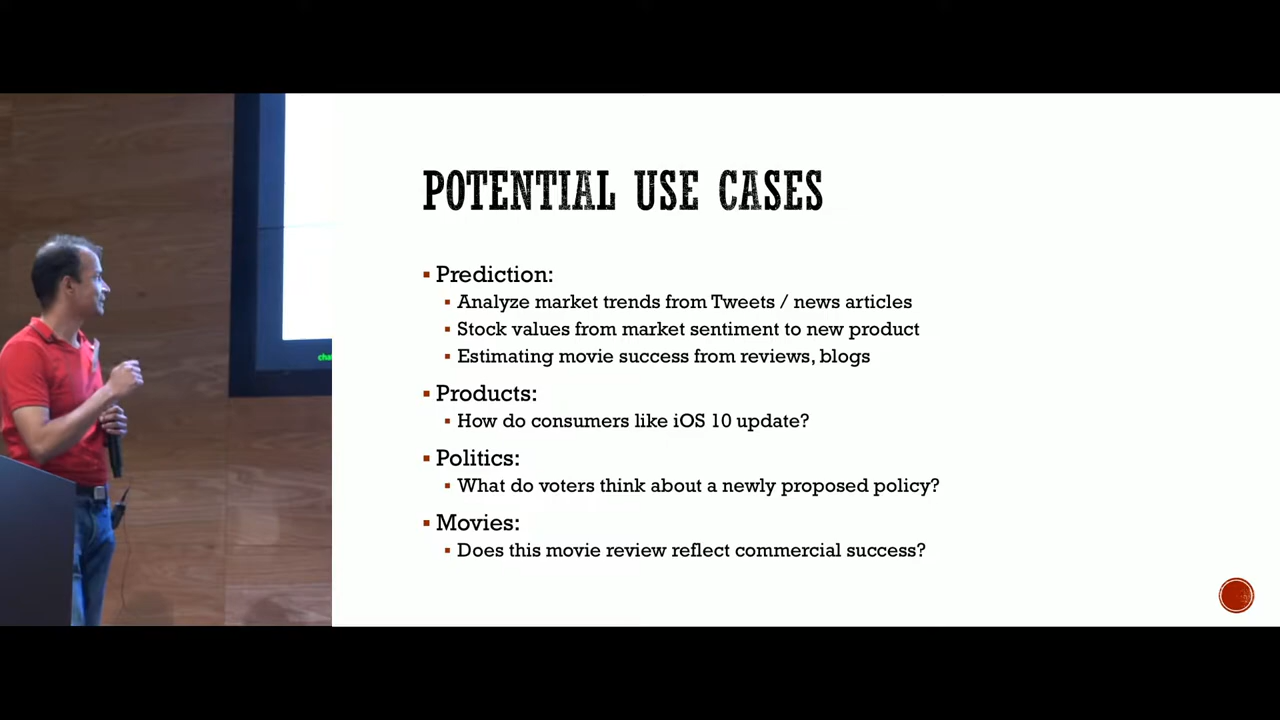 POTENTIAL USE CASES
Prediction:
Analyze market trends from Tweets / news articles
Stock values from market sentiment to new product
Estimating movie success from reviews, blogs
Products:
How do consumers like iOS 10 update?
Politics:
What do voters think about a newly proposed policy?
Movies:
Does this movie review reflect commercial success?